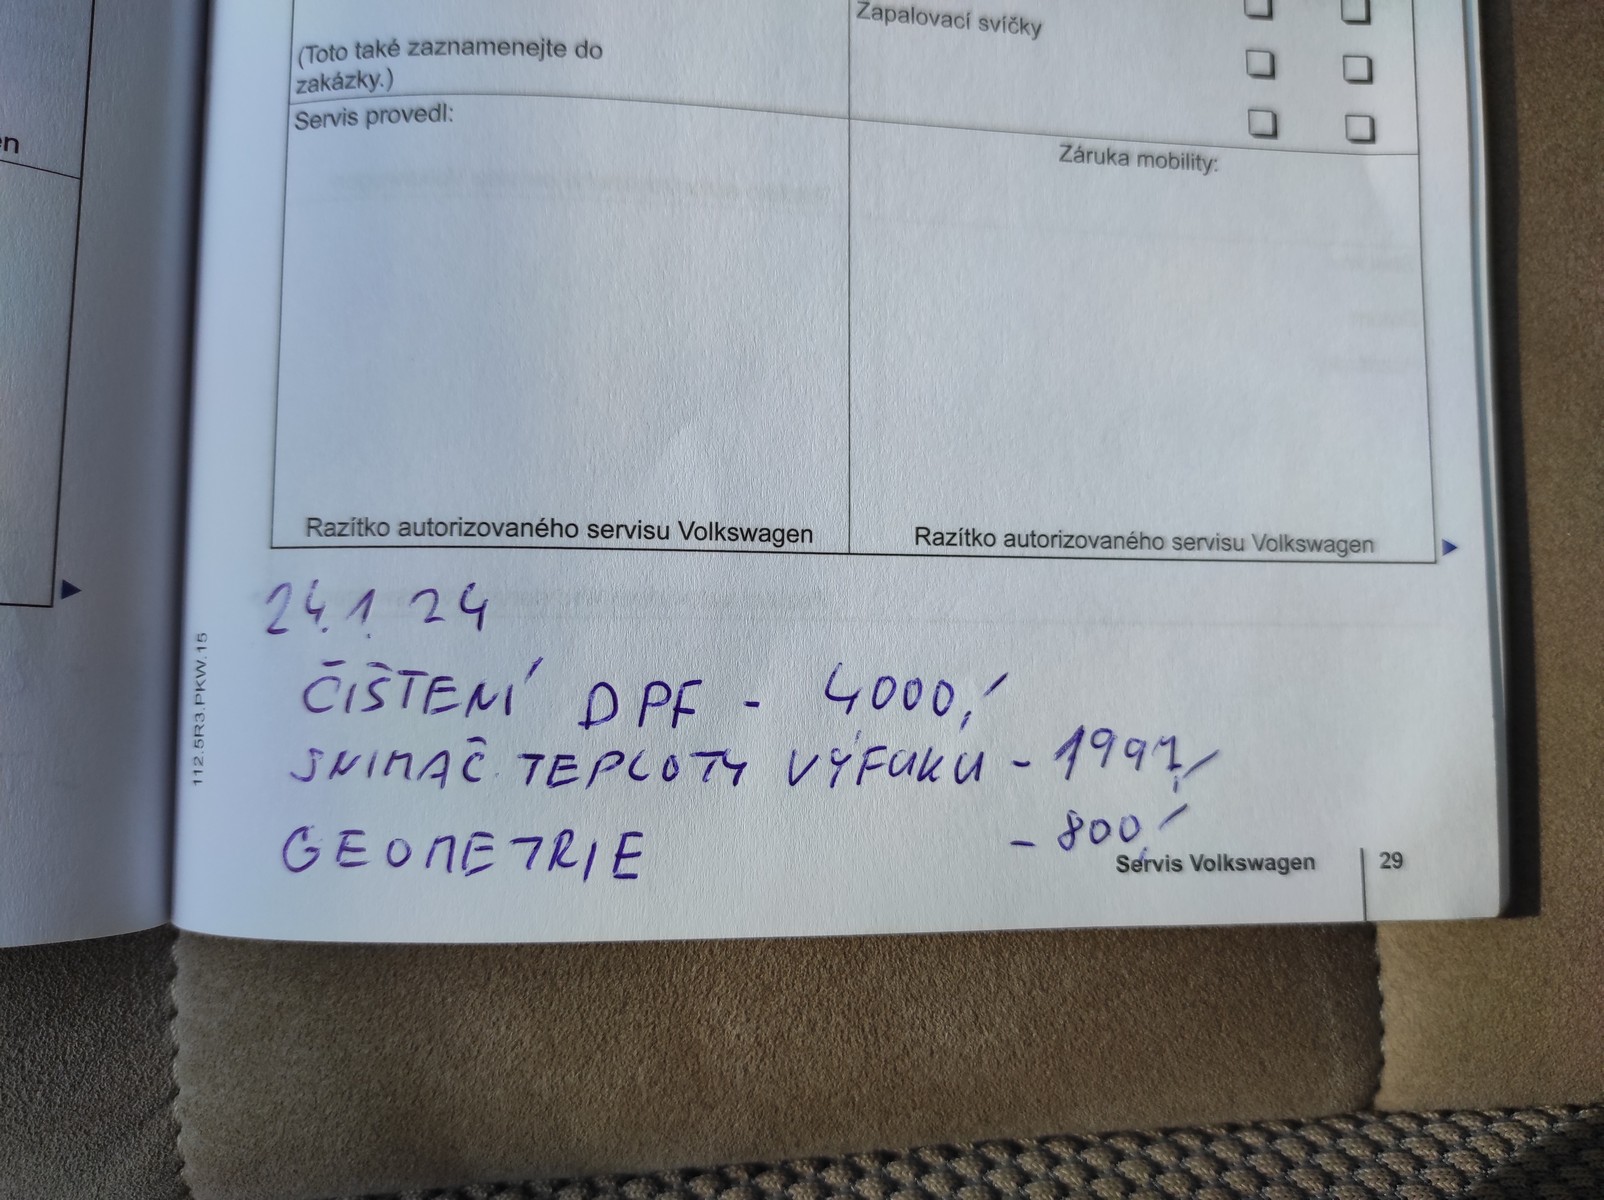 en
Zapalovací svíčky
(Toto také zaznamenejte do
zakázky.)
Servis provedl:
Záruka mobility:
Razítko autorizovaného servisu Volkswagen
Razítko autorizovaného servisu Volkswagen
24.1. 24
ČIŠTENÍ DPF - 4000,-
SNIMAČ TEPLOTY VÝFUKU - 1997,-
GEOMETRIE - 800,-
112.5R3.PKW.15
Servis Volkswagen 29